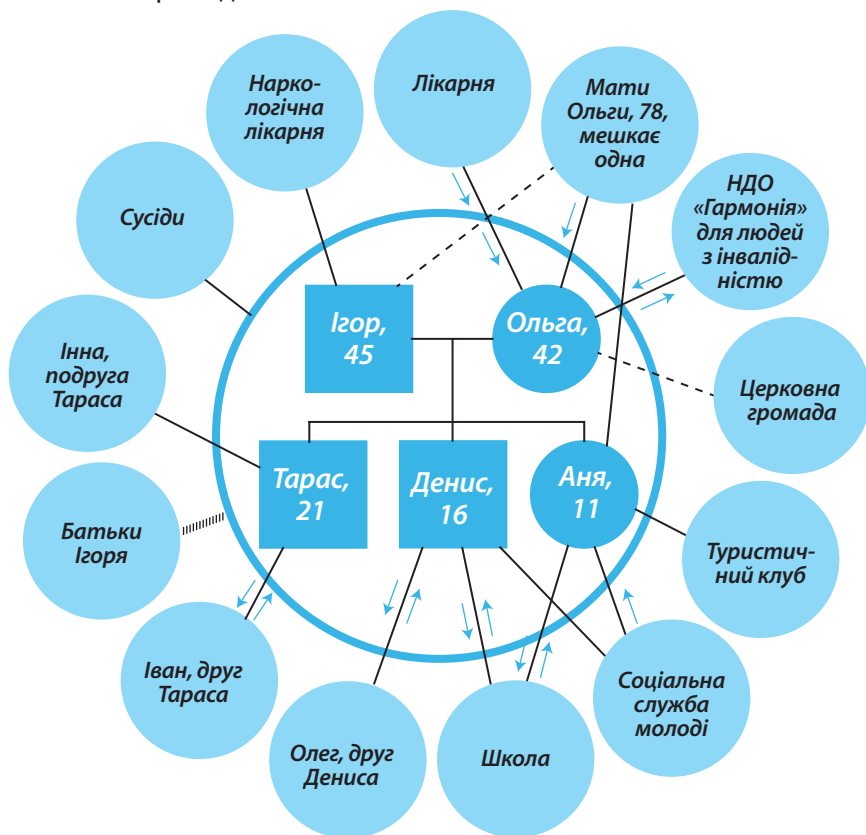 Нарко-
логічна
лікарня
Лікарня
Мати
Ольги, 78,
мешкає
одна
НДО
«Гармонія»
для людей
з інвалід-
ністю
Сусіди
Ігор,
45
Ольга,
42
Інна,
подруга
Тараса
Церковна
громада
Тарас,
21
Денис,
16
Аня,
11
Батьки
Ігоря
Туристич-
ний клуб
Іван, друг
Тараса
Олег, друг
Дениса
Школа
Соціальна
служба
молоді